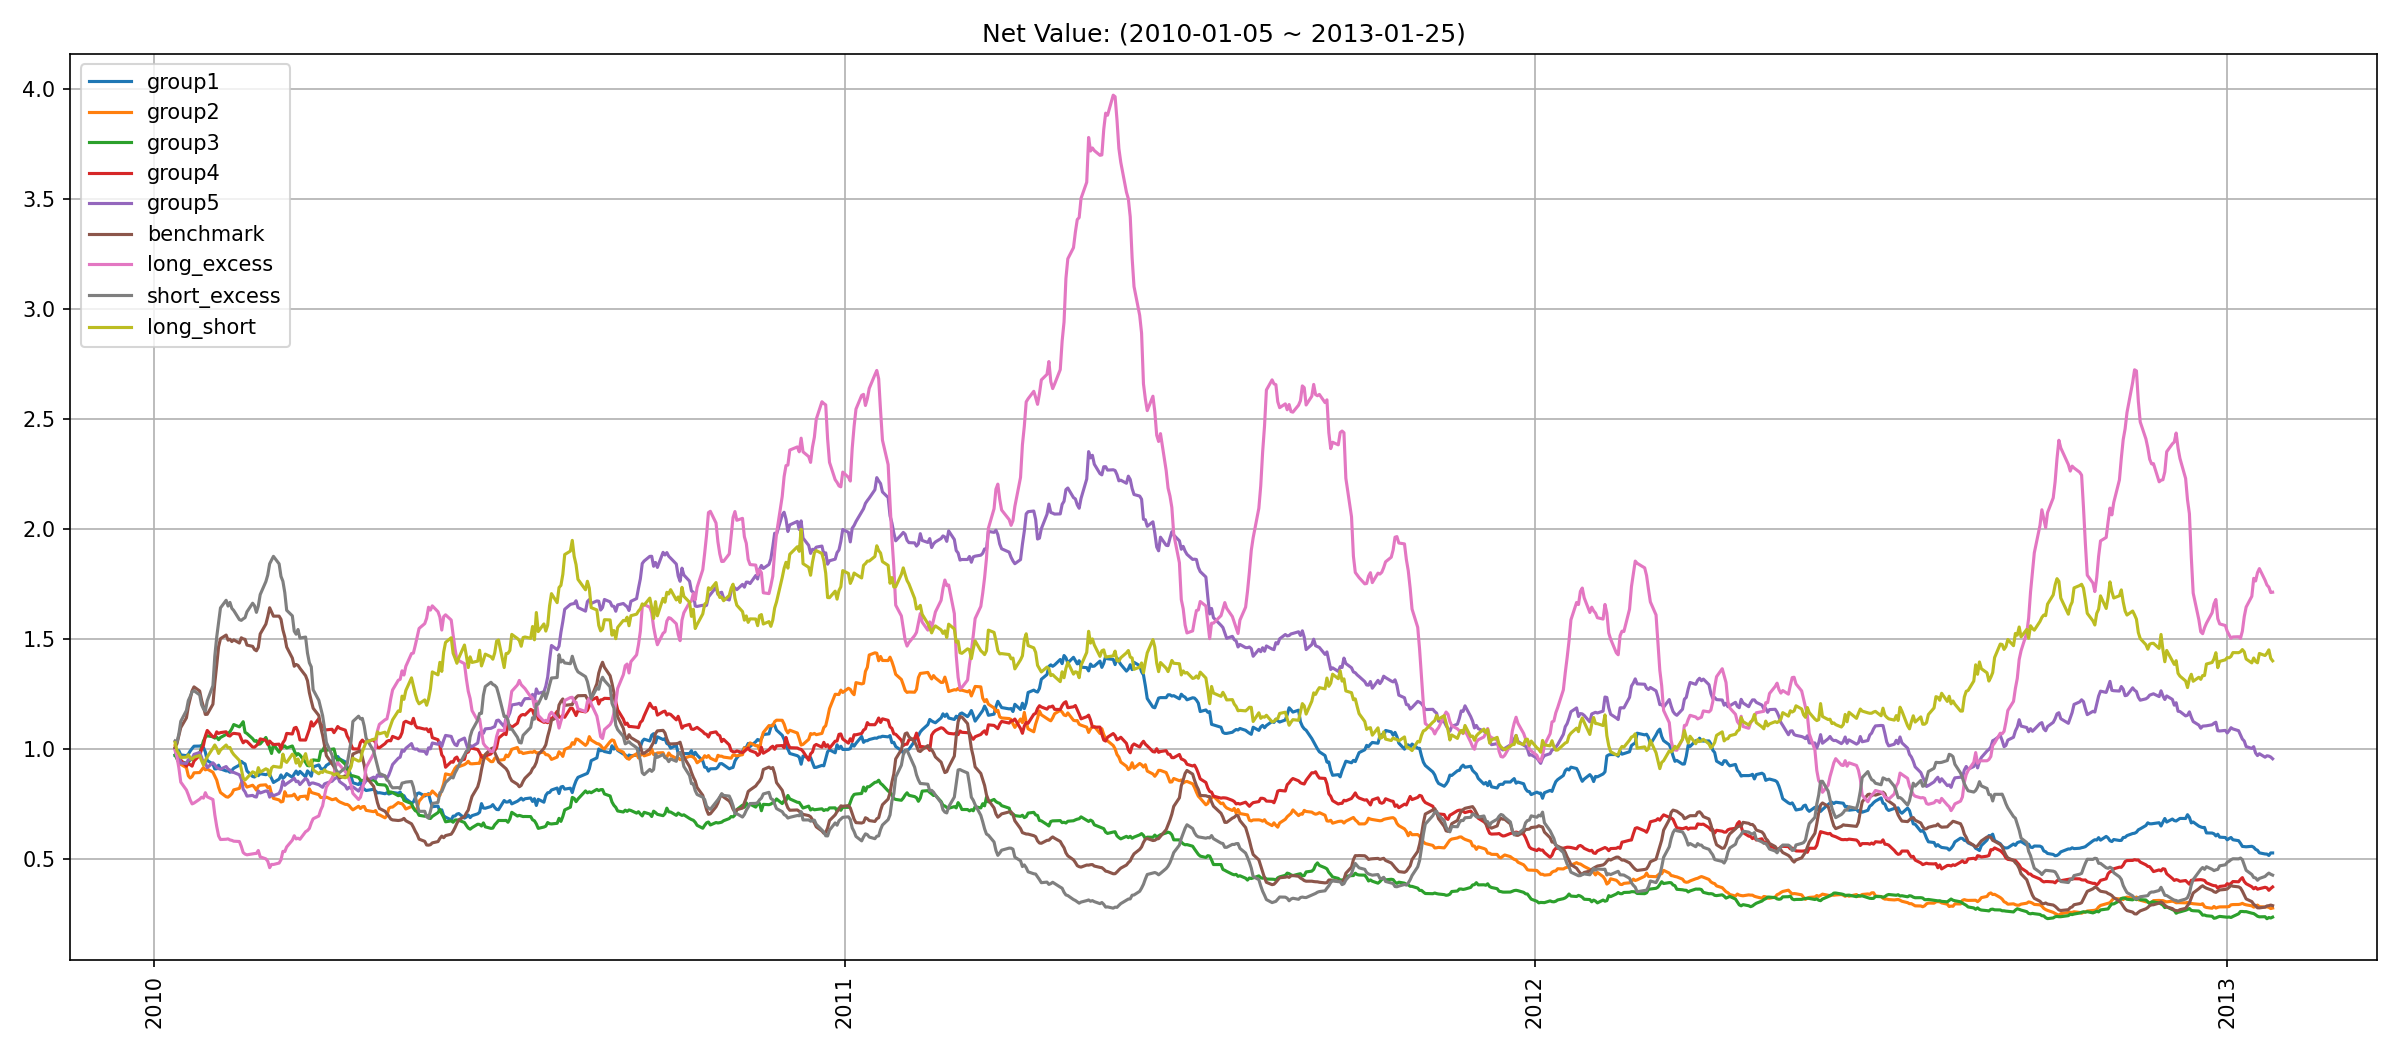 Net Value: (2010-01-05 ~ 2013-01-25)
4.0
3.5
3.0
2.5
2.0
1.5
1.0
0.5
group1
group2
group3
group4
group5
benchmark
long_excess
short_excess
long_short
2010
2011
2012
2013